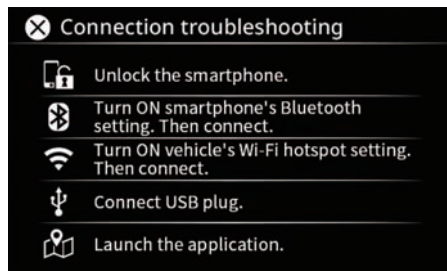 Connection troubleshooting
Unlock the smartphone.
Turn ON smartphone's Bluetooth
setting. Then connect.
Turn ON vehicle's Wi-Fi hotspot setting.
Then connect.
Connect USB plug.
Launch the application.